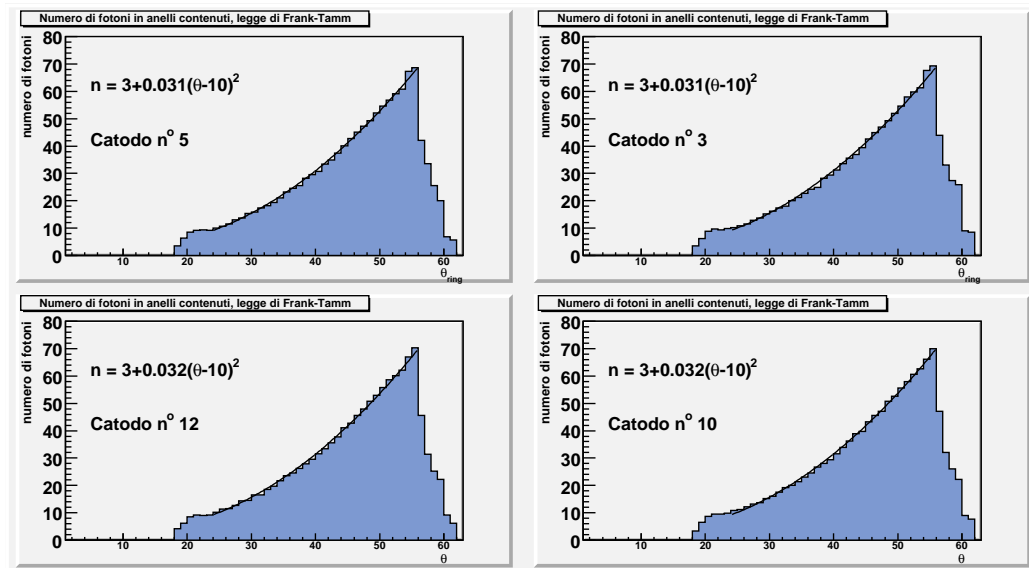 Numero di fotoni in anelli contenuti, legge di Frank-Tamm
numero di fotoni
80
70
60
50
40
30
20
10
0
n = 3+0.031(θ-10)²
Catodo nº 5
10 20 30 40 50 60
θring
Numero di fotoni in anelli contenuti, legge di Frank-Tamm
numero di fotoni
80
70
60
50
40
30
20
10
0
n = 3+0.031(θ-10)²
Catodo nº 3
10 20 30 40 50 60
θring
Numero di fotoni in anelli contenuti, legge di Frank-Tamm
numero di fotoni
80
70
60
50
40
30
20
10
0
n = 3+0.032(θ-10)²
Catodo nº 12
10 20 30 40 50 60
θ
Numero di fotoni in anelli contenuti, legge di Frank-Tamm
numero di fotoni
80
70
60
50
40
30
20
10
0
n = 3+0.032(θ-10)²
Catodo nº 10
10 20 30 40 50 60
θ